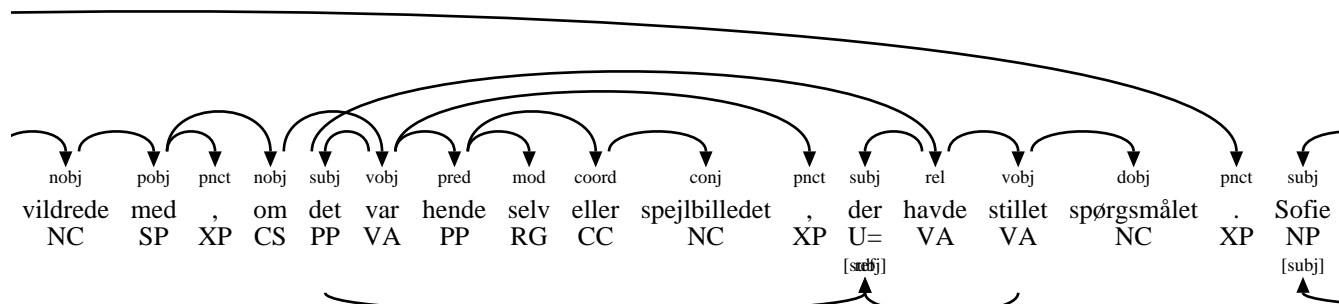 nobj pobj pnct nobj subj vobj pred mod coord conj pnct subj rel vobj dobj pnct subj
vildrede med , om det var hende selv eller spejlbilledet , der havde stillet spørgsmålet . Sofie
NC SP XP CS PP VA PP RG CC NC XP U= VA VA NC XP NP
[subj] [subj]